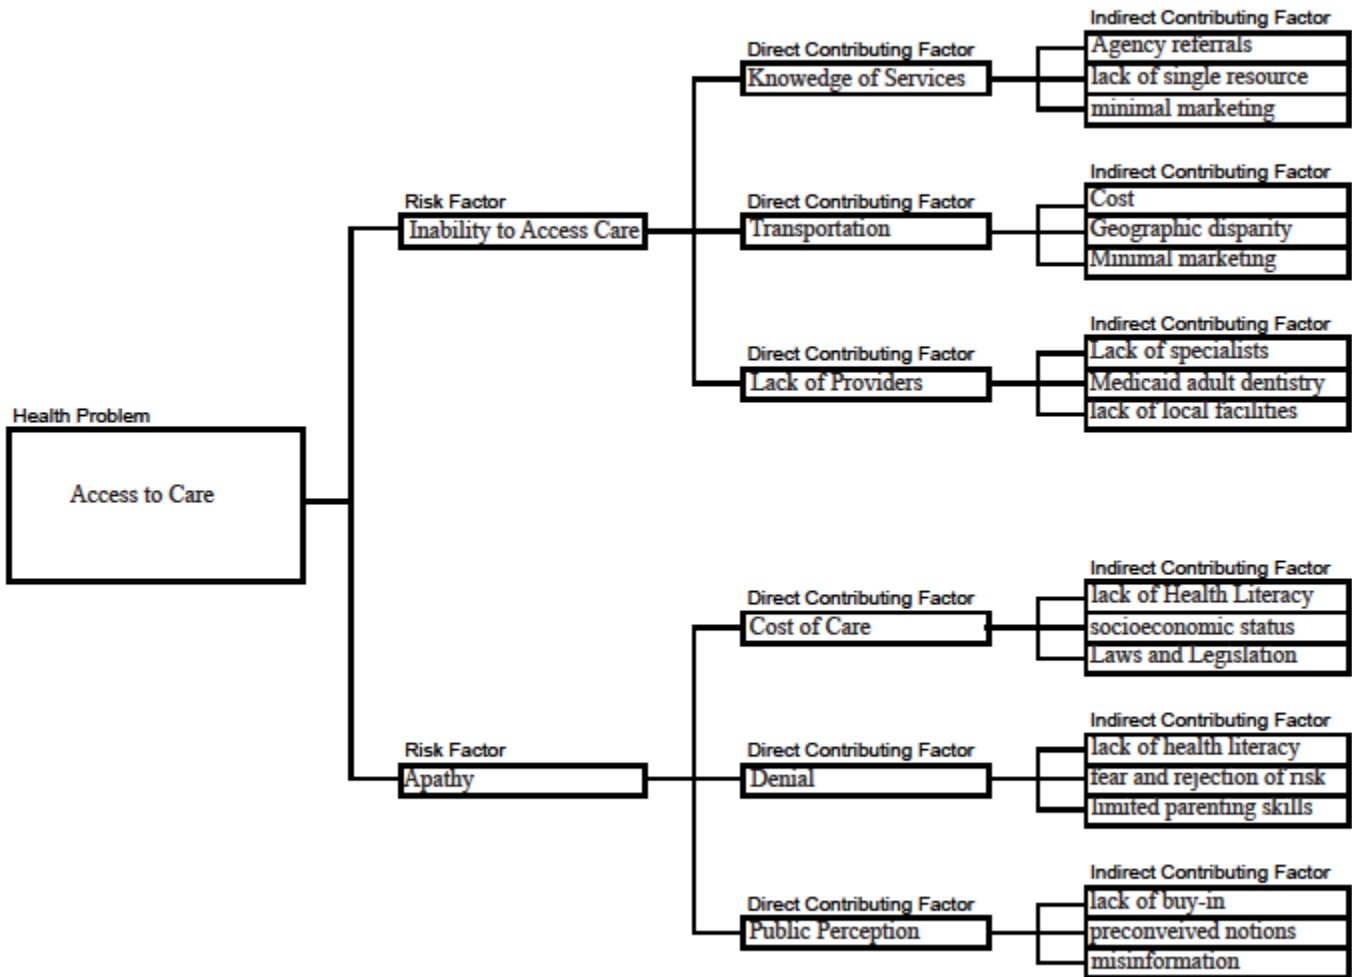 Indirect Contributing Factor
Direct Contributing Factor
Agency referrals
Knowedge of Services
lack of single resource
minimal marketing
Indirect Contributing Factor
Risk Factor
Direct Contributing Factor
Cost
Inability to Access Care
Transportation
Geographic disparity
Minimal marketing
Indirect Contributing Factor
Direct Contributing Factor
Lack of specialists
Lack of Providers
Medicaid adult dentistry
lack of local facilities
Health Problem
Access to Care
Indirect Contributing Factor
Direct Contributing Factor
lack of Health Literacy
Cost of Care
socioeconomic status
Laws and Legislation
Indirect Contributing Factor
Risk Factor
Direct Contributing Factor
lack of health literacy
Apathy
Denial
fear and rejection of risk
limited parenting skills
Indirect Contributing Factor
Direct Contributing Factor
lack of buy-in
Public Perception
preconveived notions
misinformation